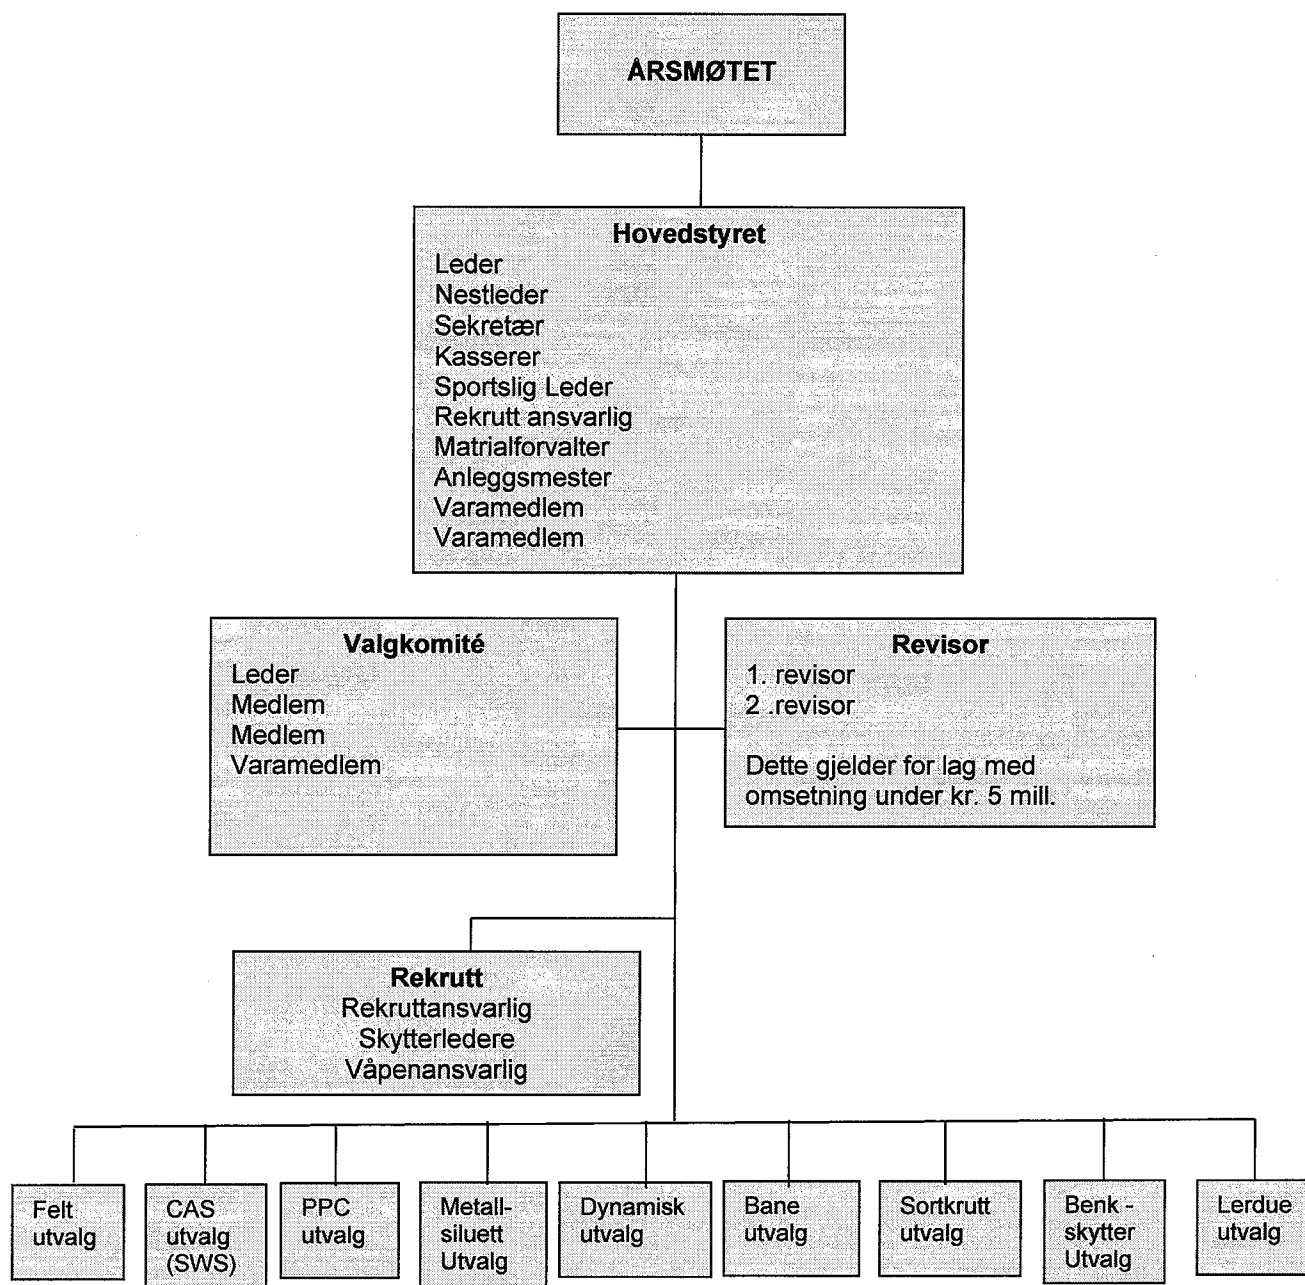 ÅRSMØTET
Hovedstyret
Leder
Nestleder
Sekretær
Kasserer
Sportslig Leder
Rekrutt ansvarlig
Matrialforvalter
Anleggsmester
Varamedlem
Varamedlem
Valgkomité
Leder
Medlem
Medlem
Varamedlem
Revisor
1. revisor
2 .revisor
Dette gjelder for lag med
omsetning under kr. 5 mill.
Rekrutt
Rekruttansvarlig
Skytterledere
Våpenansvarlig
Felt
utvalg
CAS
utvalg
(SWS)
PPC
utvalg
Metall-
siluett
Utvalg
Dynamisk
utvalg
Bane
utvalg
Sortkrutt
utvalg
Benk -
skytter
Utvalg
Lerdue
utvalg